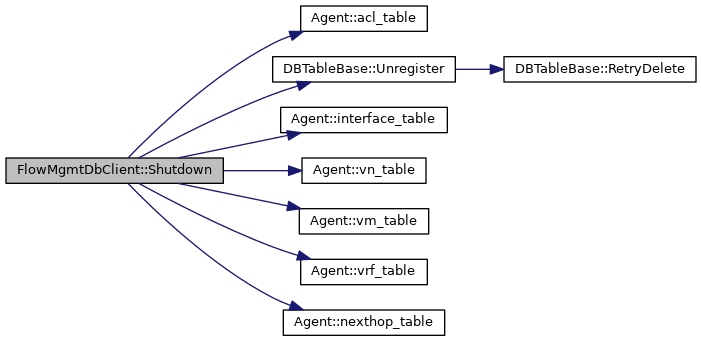 Agent::acl_table
DBTableBase::Unregister
DBTableBase::RetryDelete
Agent::interface_table
FlowMgmtDbClient::Shutdown
Agent::vn_table
Agent::vm_table
Agent::vrf_table
Agent::nexthop_table